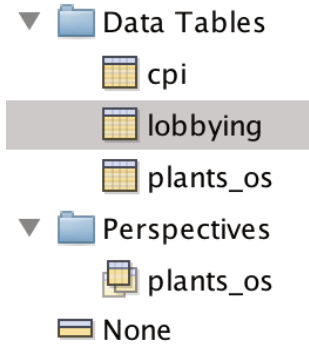 Data Tables
cpi
lobbying
plants_os
Perspectives
plants_os
None